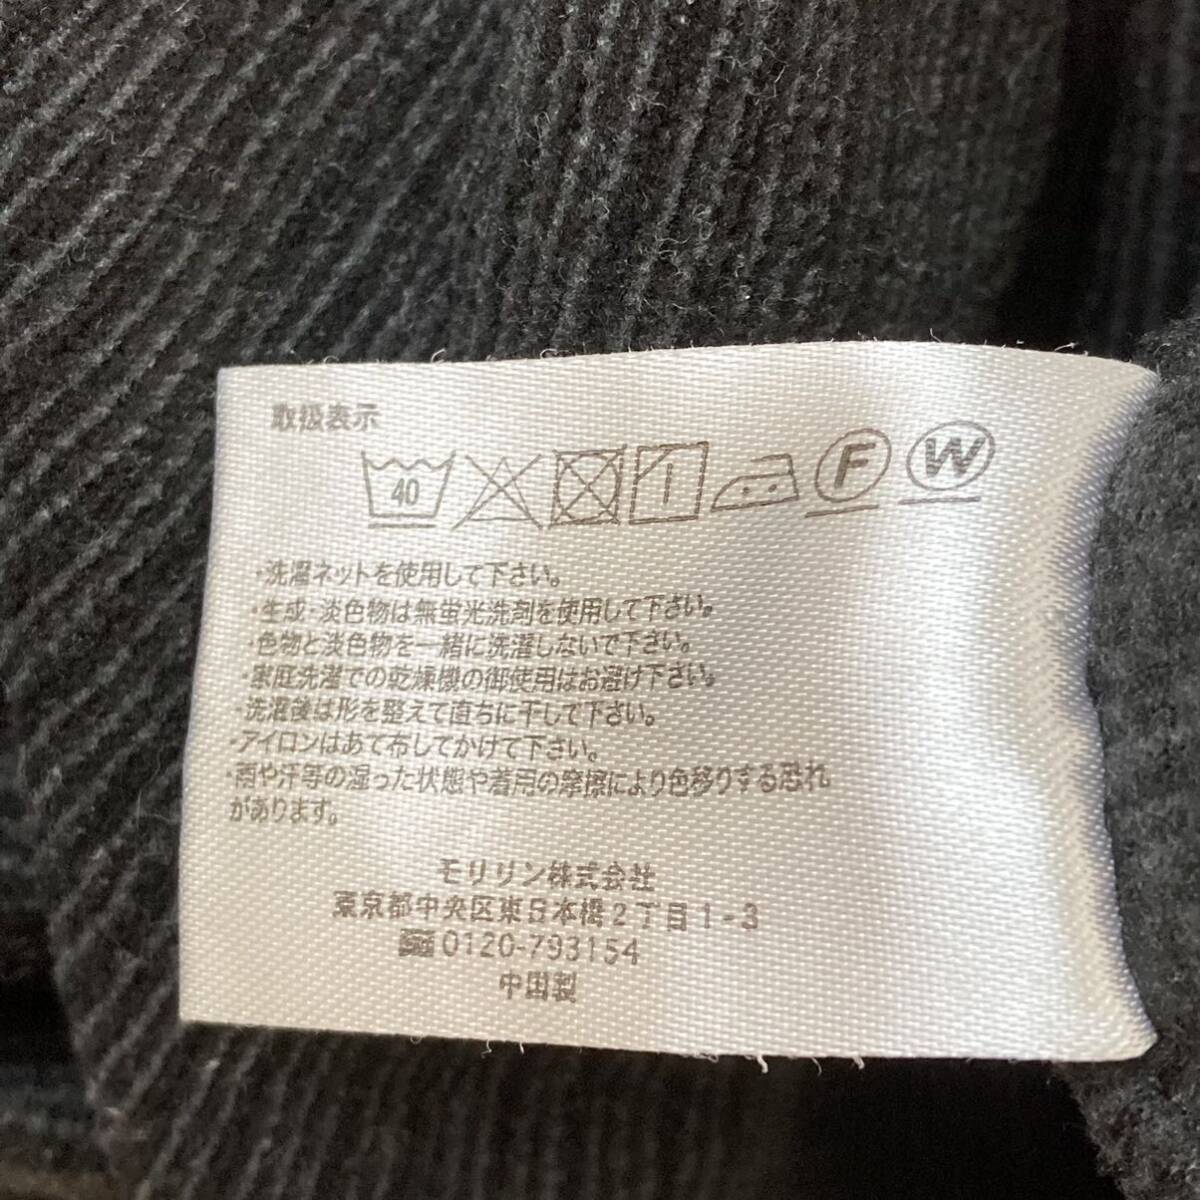 取扱表示
40 F W
・洗濯ネットを使用して下さい。
・生成・淡色物は無蛍光洗剤を使用して下さい。
・色物と淡色物を一緒に洗濯しないで下さい。
・家庭洗濯での乾燥機の御使用はお避け下さい。
・洗濯後は形を整えて直ちに干して下さい。
・アイロンはあて布してかけて下さい。
・雨や汗等の湿った状態や着用の摩擦により色移りする恐れ
があります。
モリリン株式会社
東京都中央区東日本橋2丁目1-3
0120-793154
中国製